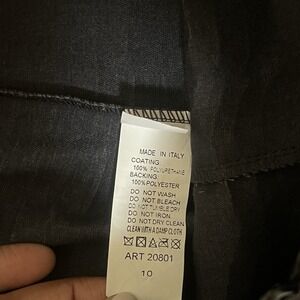 MADE IN ITALY
COATING:
100% POLYURETHANE
BACKING:
100% POLYESTER
DO NOT WASH
DO NOT BLEACH
DO NOT TUMBLE DRY
DO NOT IRON
DO NOT DRY CLEAN.
CLEAN WITH A DAMP CLOTH
ART 20801
10